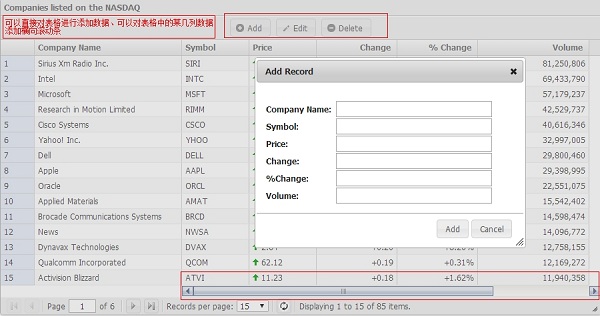 Companies listed on the NASDAQ
可以直接对表格进行添加数据、可以对表格中的某几列数据
添加横向滚动条
Add Edit Delete
Company Name Symbol Price Change % Change Volume
1 Sirius Xm Radio Inc. SIRI 81,250,806
2 Intel INTC 69,433,790
3 Microsoft MSFT 57,179,237
4 Research in Motion Limited RIMM 42,529,737
5 Cisco Systems CSCO 40,616,346
6 Yahoo! Inc. YHOO 32,997,005
7 Dell DELL 29,800,460
8 Apple AAPL 29,398,995
9 Oracle ORCL 22,551,075
10 Applied Materials AMAT 15,542,402
11 Brocade Communications Systems BRCD 14,598,474
12 News NWSA 14,096,772
13 Dynavax Technologies DVAX 12,758,155
14 Qualcomm Incorporated QCOM 62.12 +0.19 +0.31% 12,169,272
15 Activision Blizzard ATVI 11.23 +0.18 +1.62% 11,940,358
Add Record
Company Name:
Symbol:
Price:
Change:
%Change:
Volume:
Add Cancel
Page 1 of 6 Records per page: 15 Displaying 1 to 15 of 85 items.